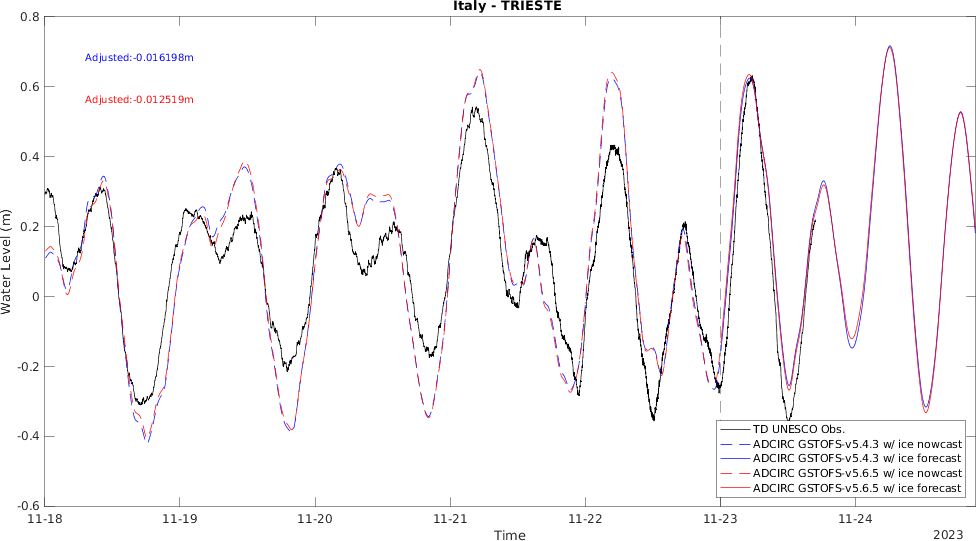 Italy - TRIESTE
0.8
0.6
0.4
0.2
0
-0.2
-0.4
-0.6
Water Level (m)
Adjusted:-0.016198m
Adjusted:-0.012519m
TD UNESCO Obs.
ADCIRC GSTOFS-v5.4.3 w/ ice nowcast
ADCIRC GSTOFS-v5.4.3 w/ ice forecast
ADCIRC GSTOFS-v5.6.5 w/ ice nowcast
ADCIRC GSTOFS-v5.6.5 w/ ice forecast
11-18 11-19 11-20 11-21 11-22 11-23 11-24
Time
2023